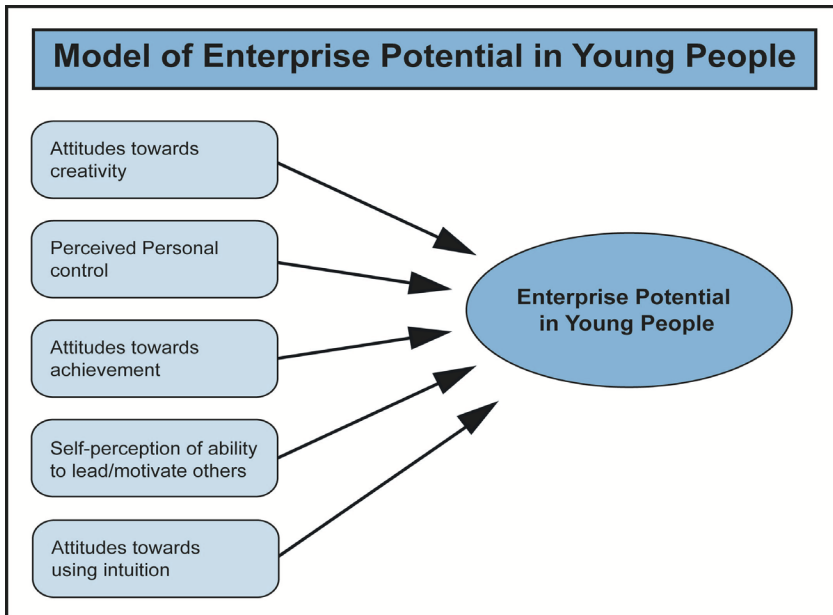 Model of Enterprise Potential in Young People
Attitudes towards
creativity
Perceived Personal
control
Attitudes towards
achievement
Self-perception of ability
to lead/motivate others
Attitudes towards
using intuition
Enterprise Potential
in Young People